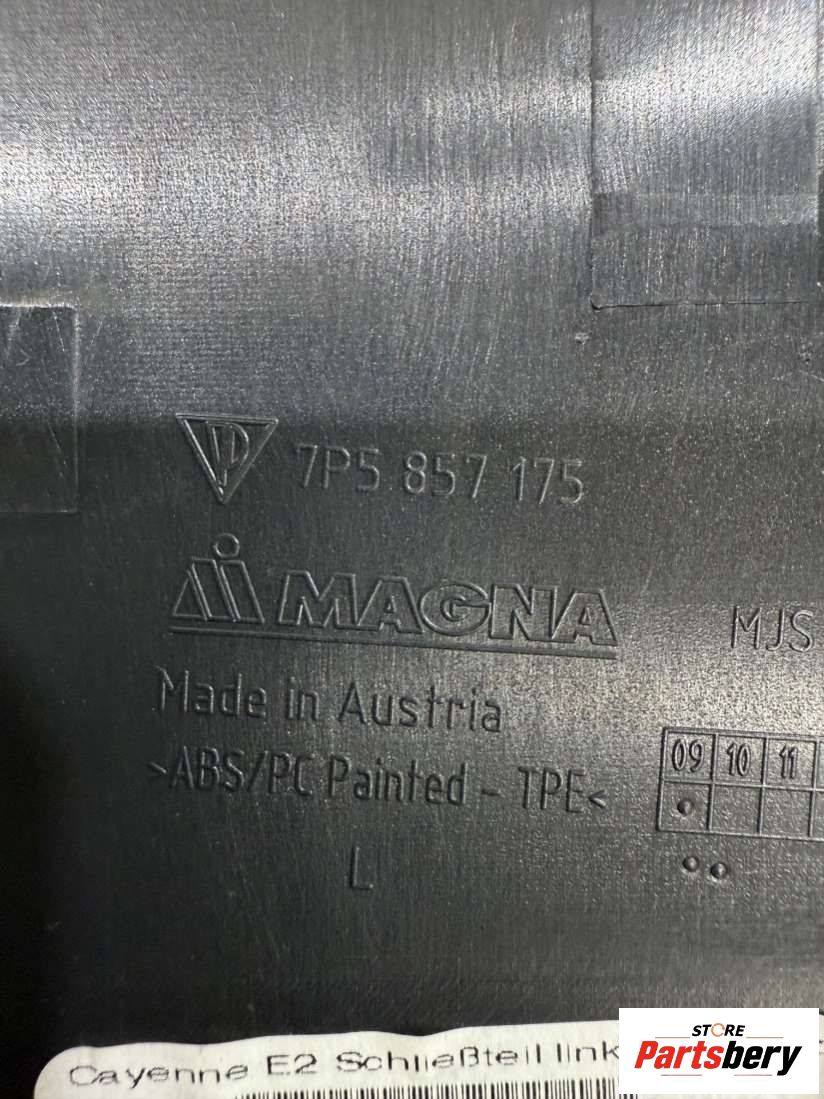 P 7P5 857 175
MAGNA
MJS
Made in Austria
>ABS/PC Painted - TPE<
09 10 11
L
Cayenne E2 Schließteil link
STORE
Partsbery